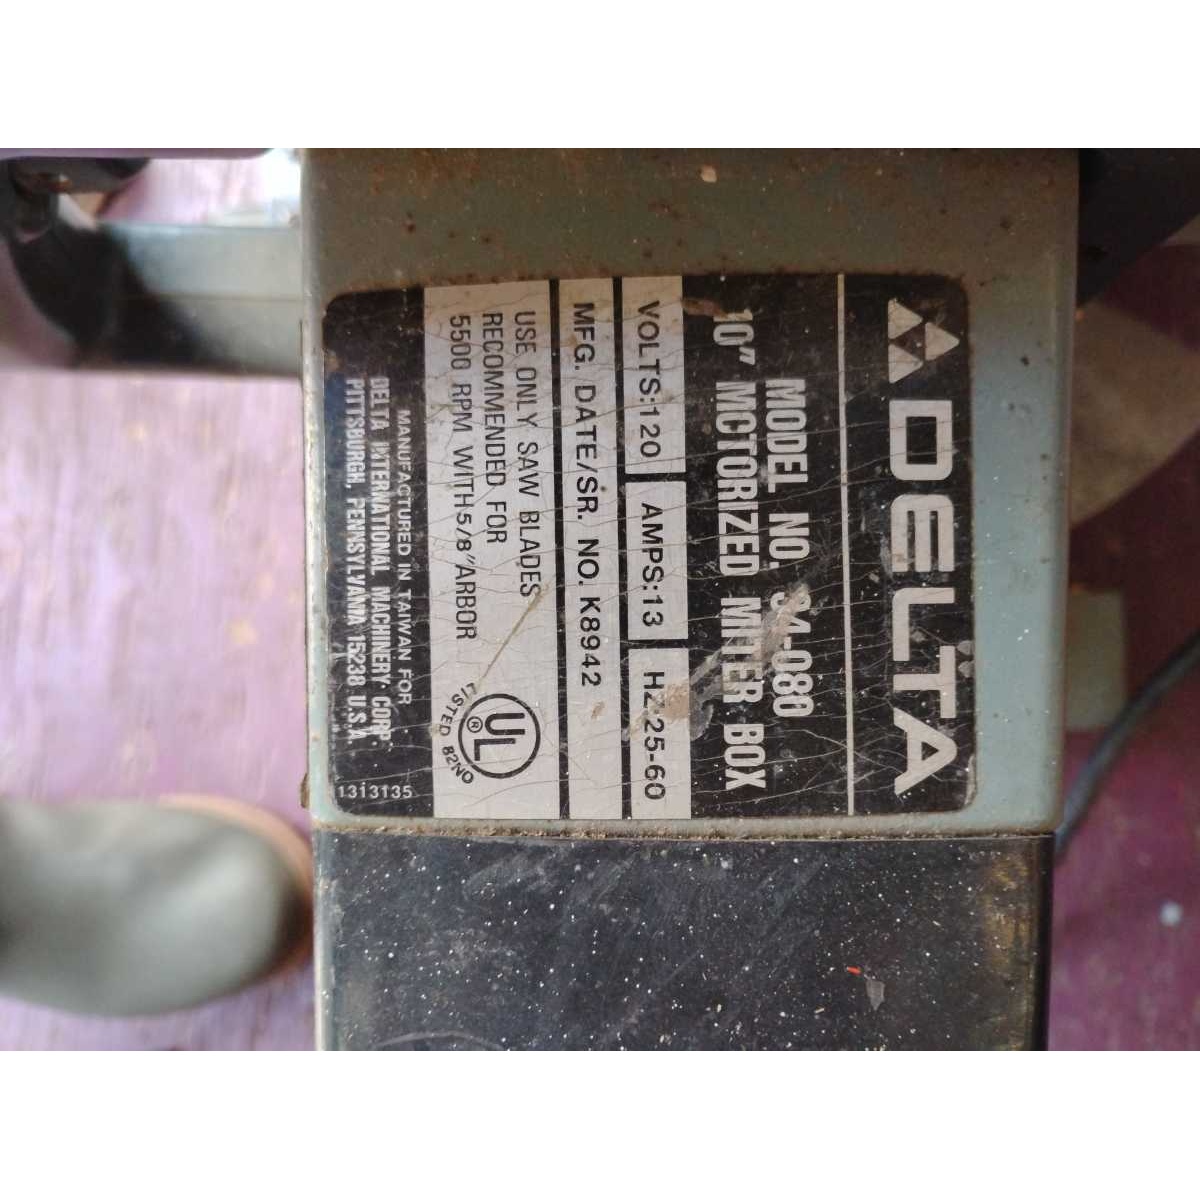 DELTA
MODEL NO. 34-080
10" MOTORIZED MITER BOX
VOLTS:120 AMPS:13 HZ:25-60
MFG. DATE/SR. NO. K8942
USE ONLY SAW BLADES
RECOMMENDED FOR
5500 RPM WITH 5/8" ARBOR
UL
®
LISTED 82NO
MANUFACTURED IN TAIWAN FOR
DELTA INTERNATIONAL MACHINERY CORP.
PITTSBURGH, PENNSYLVANIA 15238 U.S.A.
1313135